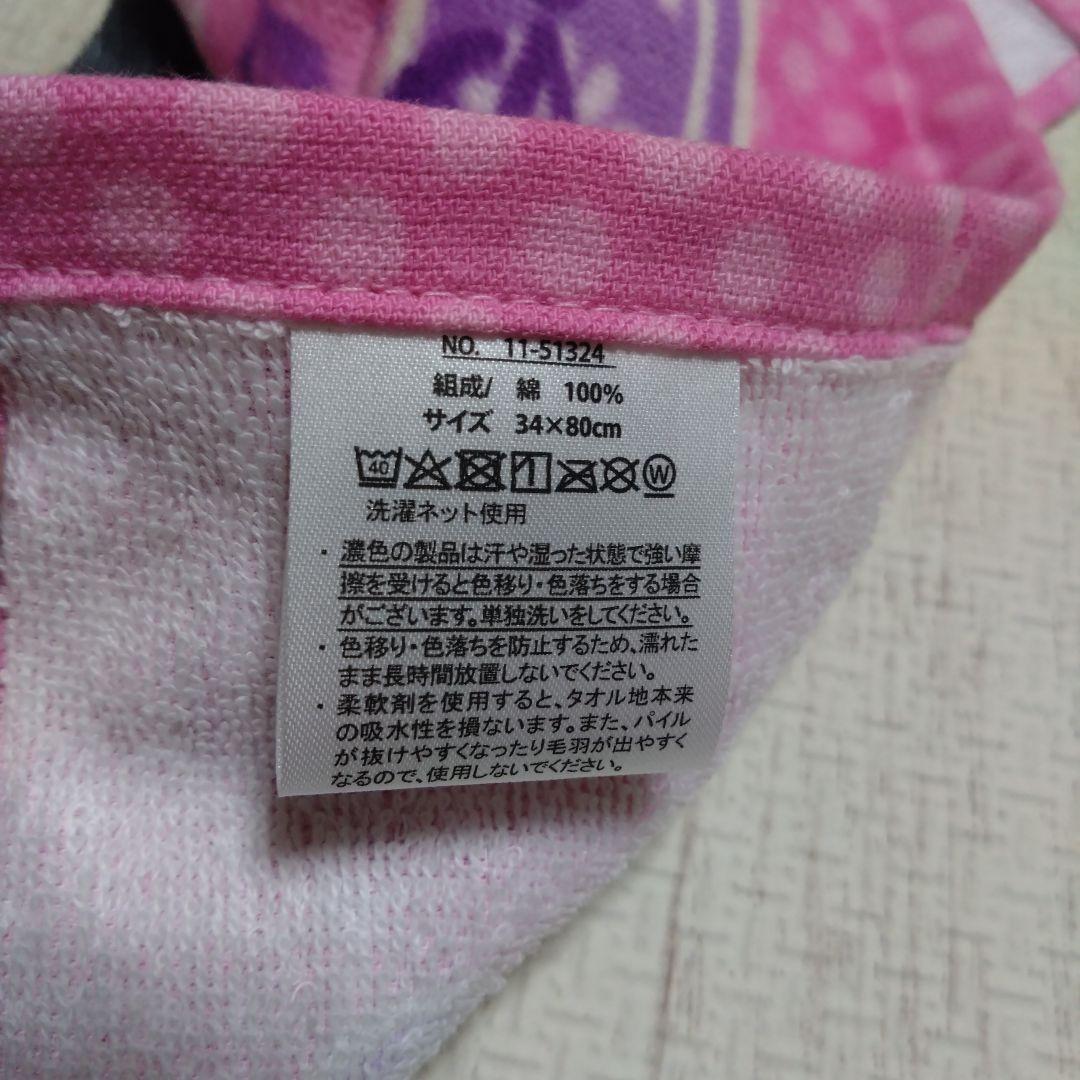 NO. 11-51324
組成/ 綿 100%
サイズ 34×80cm
40 W
洗濯ネット使用
・濃色の製品は汗や湿った状態で強い摩
擦を受けると色移り・色落ちをする場合
がございます。単独洗いをしてください。
・色移り・色落ちを防止するため、濡れた
まま長時間放置しないでください。
・柔軟剤を使用すると、タオル地本来
の吸水性を損ないます。また、パイル
が抜けやすくなったり毛羽が出やすく
なるので、使用しないでください。